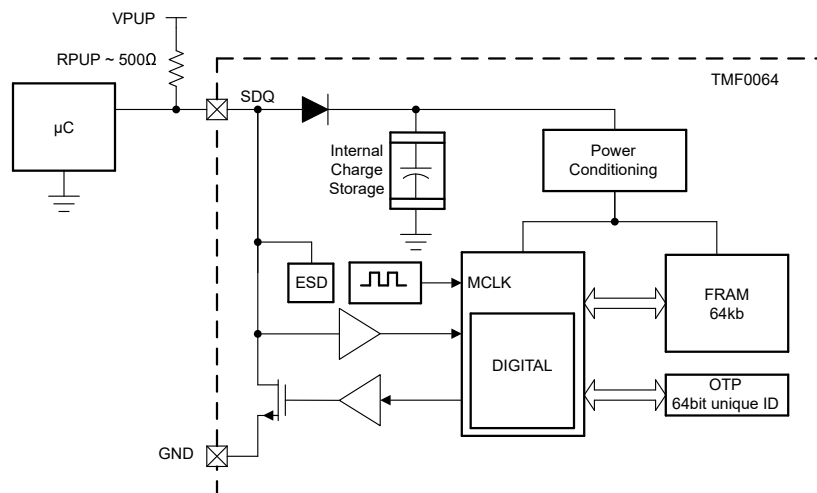 VPUP
RPUP ~ 500Ω
TMF0064
SDQ
µC
Internal
Charge
Storage
Power
Conditioning
ESD
MCLK
FRAM
64kb
DIGITAL
OTP
64bit unique ID
GND